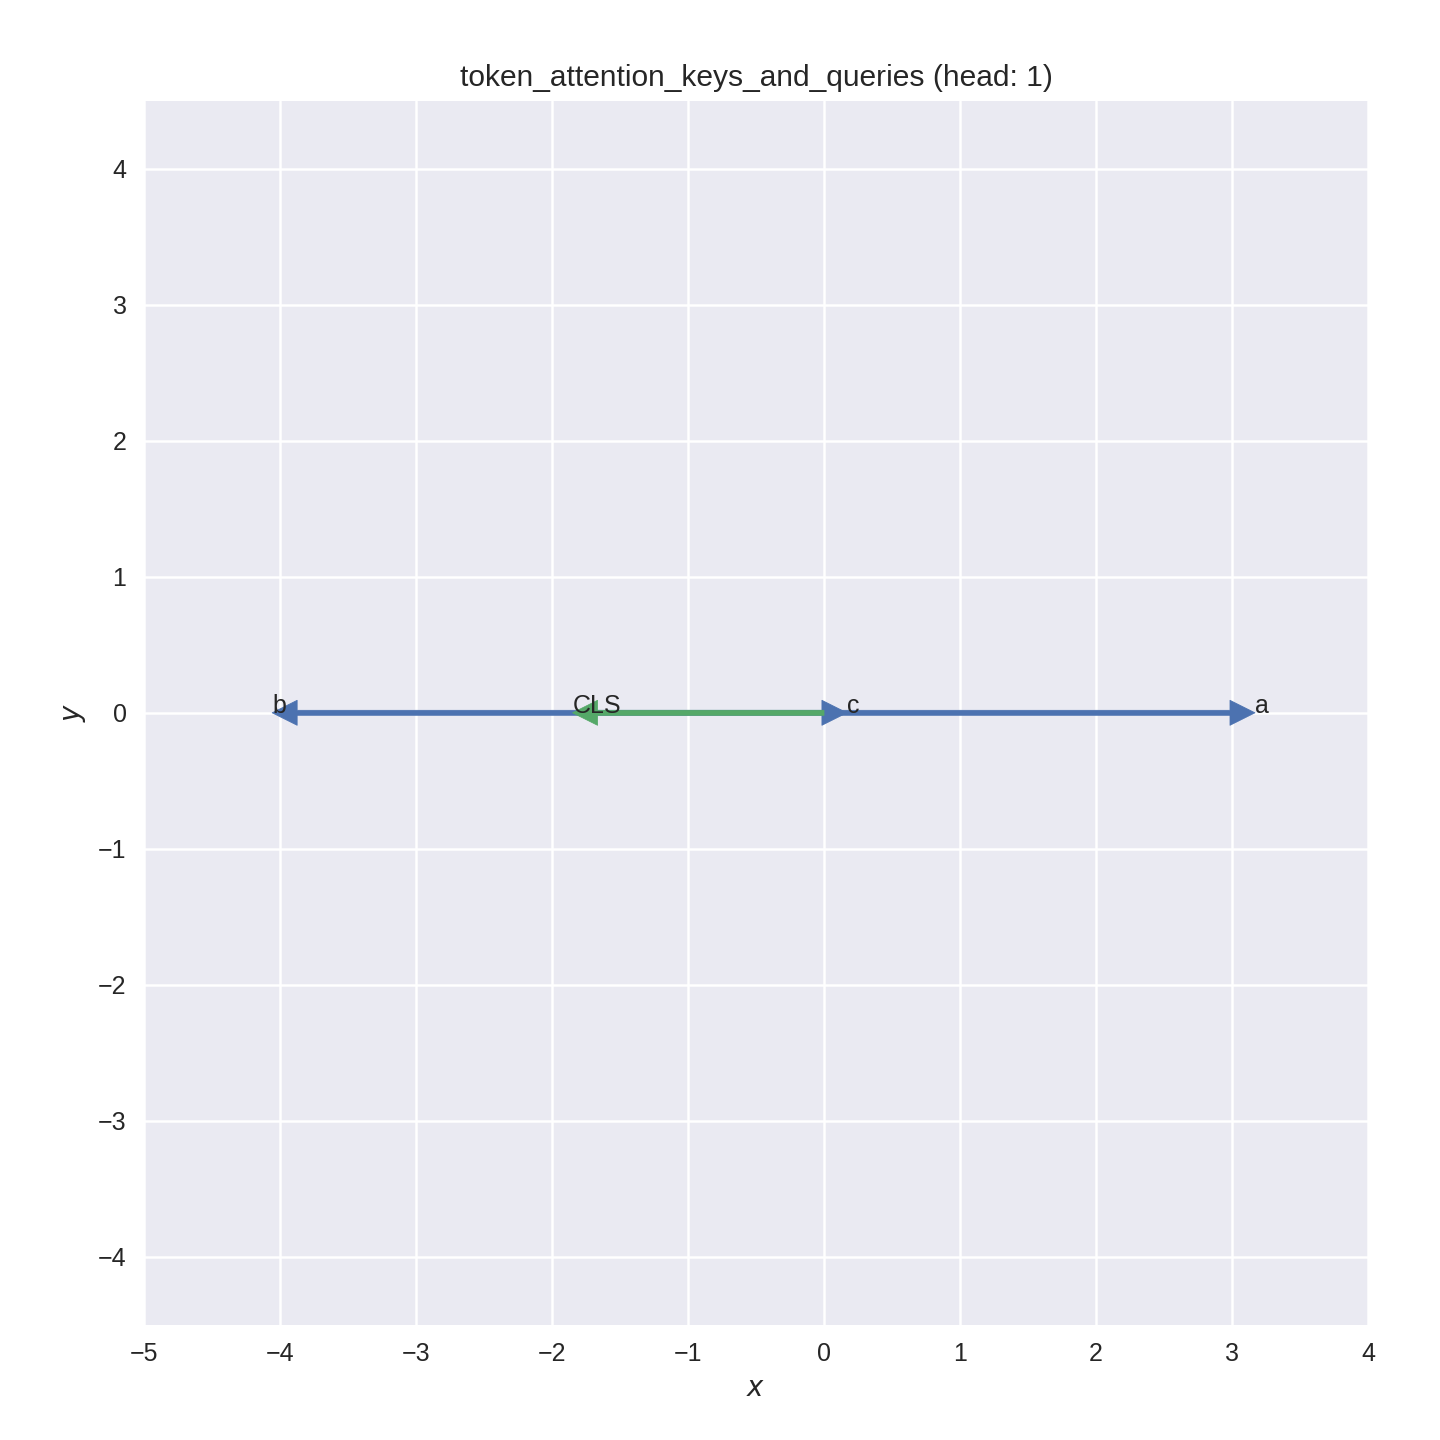 token_attention_keys_and_queries (head: 1)
4
3
2
1
b CLS c a
y 0
−1
−2
−3
−4
−5 −4 −3 −2 −1 0 1 2 3 4
x